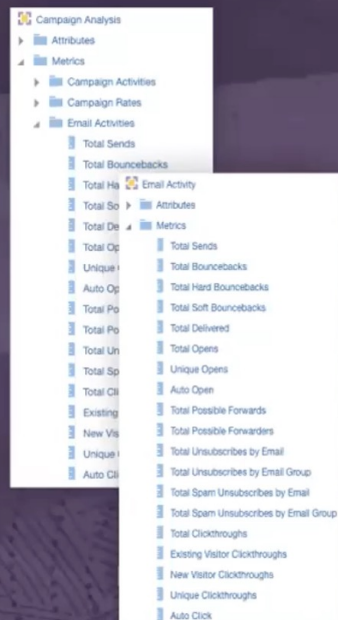 Campaign Analysis
Attributes
Metrics
Campaign Activities
Campaign Rates
Email Activities
Total Sends
Total Bouncebacks
Total Ha
Total So
Total De
Total Op
Unique
Auto Op
Total Po
Total Po
Total Un
Total Sp
Total Cli
Existing
New Vis
Unique
Auto Cli
Email Activity
Attributes
Metrics
Total Sends
Total Bouncebacks
Total Hard Bouncebacks
Total Soft Bouncebacks
Total Delivered
Total Opens
Unique Opens
Auto Open
Total Possible Forwards
Total Possible Forwarders
Total Unsubscribes by Email
Total Unsubscribes by Email Group
Total Spam Unsubscribes by Email
Total Spam Unsubscribes by Email Group
Total Clickthroughs
Existing Visitor Clickthroughs
New Visitor Clickthroughs
Unique Clickthroughs
Auto Click